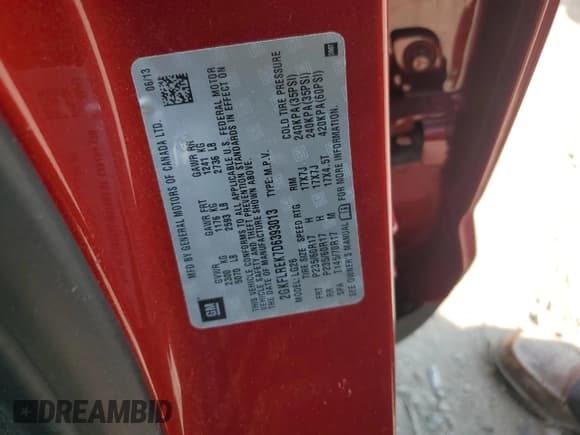 MFD BY GENERAL MOTORS OF CANADA LTD. 06/13
GVWR GAWR FRT GAWR RR
2300 KG 1176 KG 1241 KG
5070 LB 2593 LB 2736 LB
THIS VEHICLE CONFORMS TO ALL APPLICABLE U.S. FEDERAL MOTOR
VEHICLE SAFETY AND THEFT PREVENTION STANDARDS IN EFFECT ON
THE DATE OF MANUFACTURE SHOWN ABOVE.
2GKFLREK7D6393013 TYPE: M.P.V.
MODEL: LG26
TIRE SIZE SPEED RTG RIM COLD TIRE PRESSURE
FRT P235/60R17 H 17X7J 240KPA(35PSI)
RR P235/60R17 H 17X7J 240KPA(35PSI)
SPA T145/70R17 M 17X4.5T 420KPA(60PSI)
SEE OWNER'S MANUAL FOR MORE INFORMATION.
GM
DREAMBID